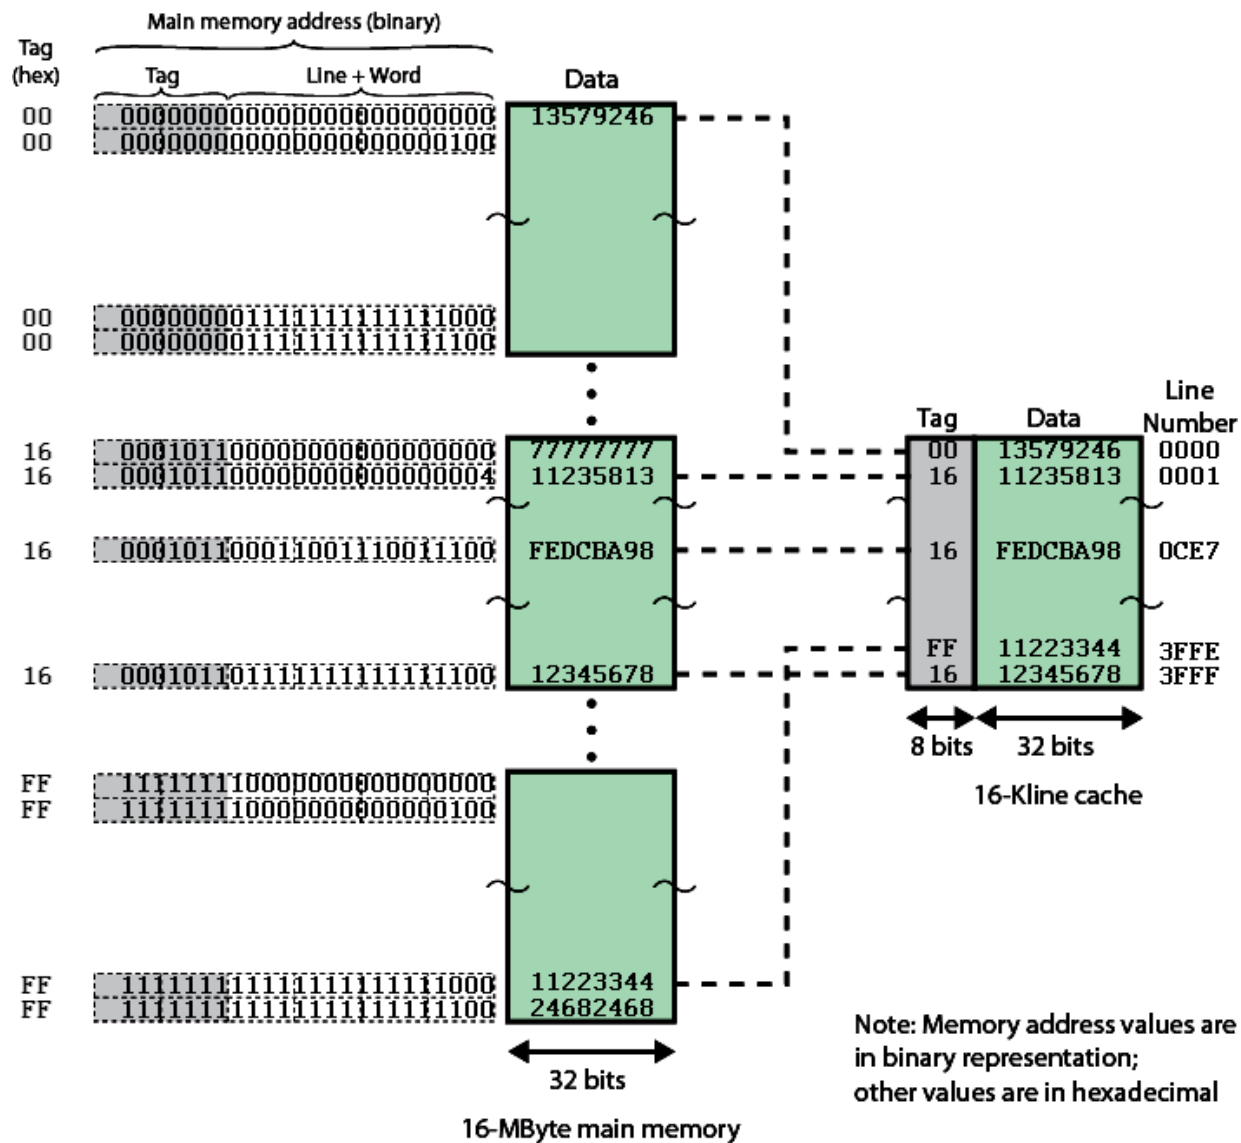 Main memory address (binary)
Tag
(hex)
Tag
Line + Word
Data
00 000000000000000000000000 13579246
00 000000000000000000000100
00 000000001111111111111000
00 000000001111111111111100
16 000101100000000000000000 77777777
16 000101100000000000000004 11235813
16 000101100011001110011100 FEDCBA98
16 000101101111111111111100 12345678
FF 111111110000000000000000
FF 111111110000000000000100
FF 111111111111111111111000 11223344
FF 111111111111111111111100 24682468
32 bits
16-MByte main memory
Tag
Data
Line
Number
00 13579246 0000
16 11235813 0001
16 FEDCBA98 0CE7
FF 11223344 3FFE
16 12345678 3FFF
8 bits
32 bits
16-Kline cache
Note: Memory address values are
in binary representation;
other values are in hexadecimal